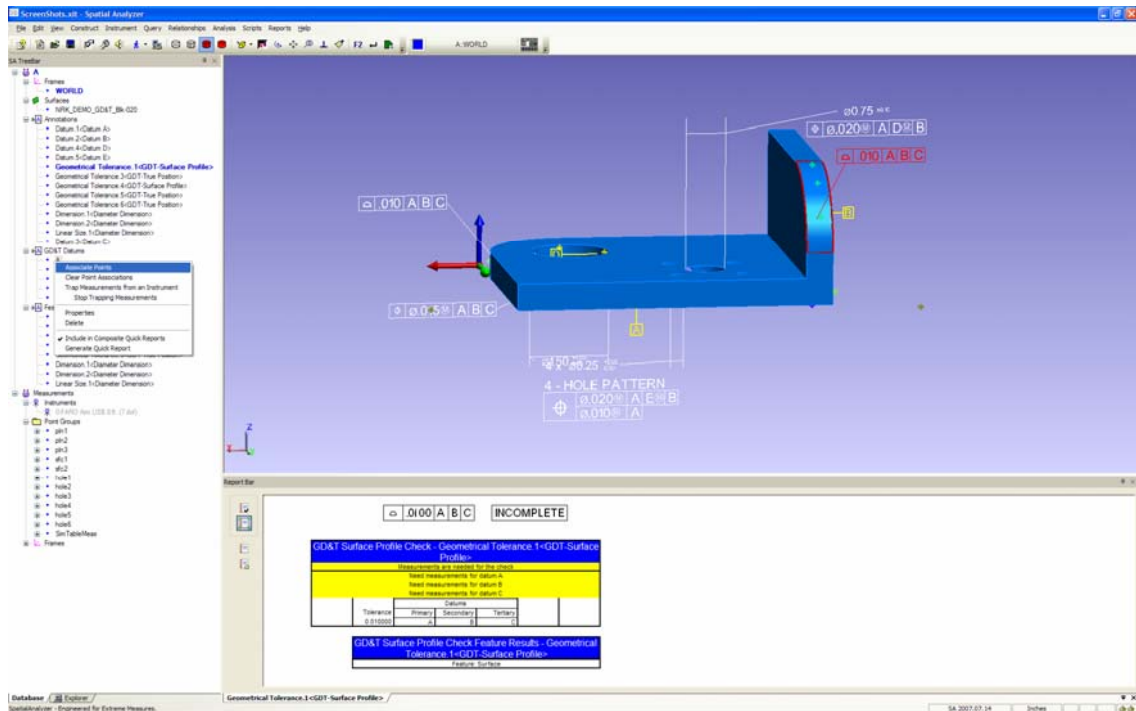 ScreenShots.xit - Spatial Analyzer
File Edit View Construct Instrument Query Relationships Analysis Scripts Reports Help
A:WORLD
SA Treebar
A
Frames
WORLD
Surfaces
NRK_DEMO_GD&T_Blk-020
Annotations
Datum 1<Datum A>
Datum 2<Datum B>
Datum 4<Datum D>
Datum 5<Datum E>
Geometrical Tolerance.1<GDT-Surface Profile>
Geometrical Tolerance.3<GDT-True Position>
Geometrical Tolerance.4<GDT-Surface Profile>
Geometrical Tolerance.5<GDT-True Position>
Geometrical Tolerance.6<GDT-True Position>
Dimension.1<Diameter Dimension>
Dimension.2<Diameter Dimension>
Linear Size.1<Diameter Dimension>
Datum 3<Datum C>
GD&T Datums
A
Associate Points
Clear Point Associations
Trap Measurements from an Instrument
Stop Trapping Measurements
Fea
Properties
Delete
✓ Include in Composite Quick Reports
Generate Quick Report
Dimension.1<Diameter Dimension>
Dimension.2<Diameter Dimension>
Linear Size.1<Diameter Dimension>
Measurements
Instruments
Point Groups
pln1
pln2
pln3
sfc1
sfc2
hole1
hole2
hole3
hole4
hole5
hole6
SimTableMeas
Frames
Database
Explorer
⌀0.75
⌖ ⌀.020Ⓜ A DⓂ B
⌓ .010 A B C
⌓ .010 A B C
B
A
A B C
4 - HOLE PATTERN
⌖ ⌀.020Ⓜ A EⓂ B
⌀.010Ⓜ A
Z
X
Report Bar
⌓ .0100 A B C INCOMPLETE
GD&T Surface Profile Check - Geometrical Tolerance.1<GDT-Surface
Profile>
Measurements are needed for the check
Need measurements for datum A
Need measurements for datum B
Need measurements for datum C
Datums
Tolerance Primary Secondary Tertiary
0.010000 A B C
GD&T Surface Profile Check Feature Results - Geometrical
Tolerance.1<GDT-Surface Profile>
Feature: Surface
Geometrical Tolerance.1<GDT-Surface Profile>
SpatialAnalyzer - Engineered for Extreme Measures.
SA 2007.07.14
Inches